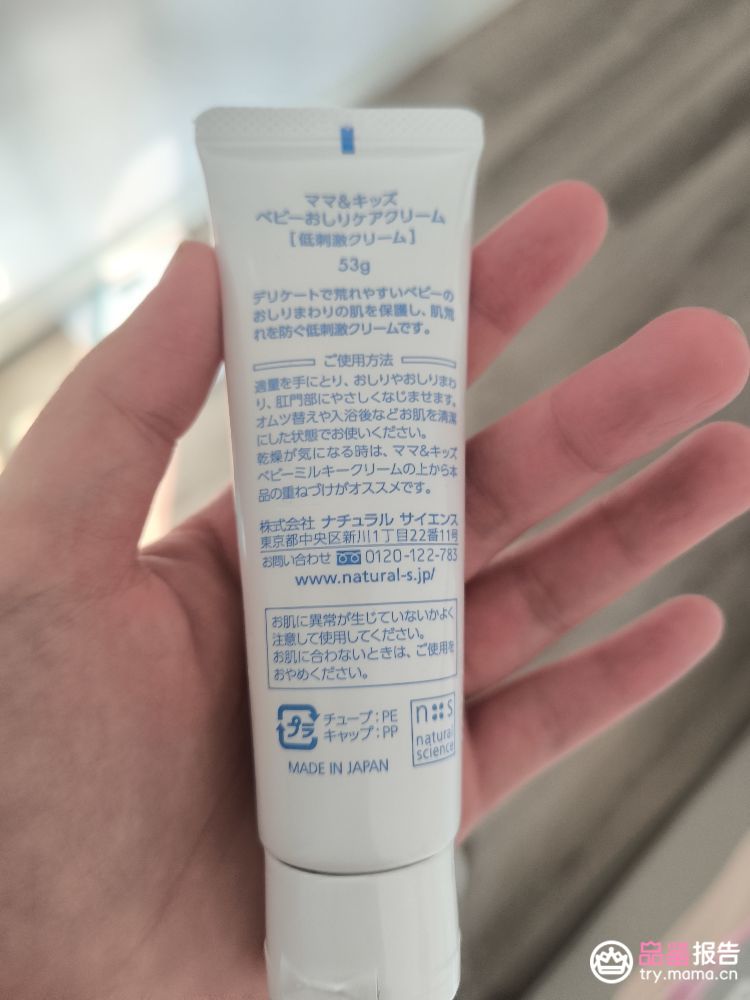 ママ&キッズ
ベビーおしりケアクリーム
[低刺激クリーム]
53g
デリケートで荒れやすいベビーの
おしりまわりの肌を保護し、肌荒
れを防ぐ低刺激クリームです。
ご使用方法
適量を手にとり、おしりやおしりまわ
り、肛門部にやさしくなじませます。
オムツ替えや入浴後などお肌を清潔
にした状態でお使いください。
乾燥が気になる時は、ママ&キッズ
ベビーミルキークリームの上から本
品の重ねづけがオススメです。
株式会社 ナチュラル サイエンス
東京都中央区新川1丁目22番11号
お問い合わせ 0120-122-783
www.natural-s.jp/
お肌に異常が生じていないかよく
注意して使用してください。
お肌に合わないときは、ご使用を
おやめください。
プラ
チューブ:PE
キャップ:PP
n s
natural
science
MADE IN JAPAN
品番报告
try.mama.cn